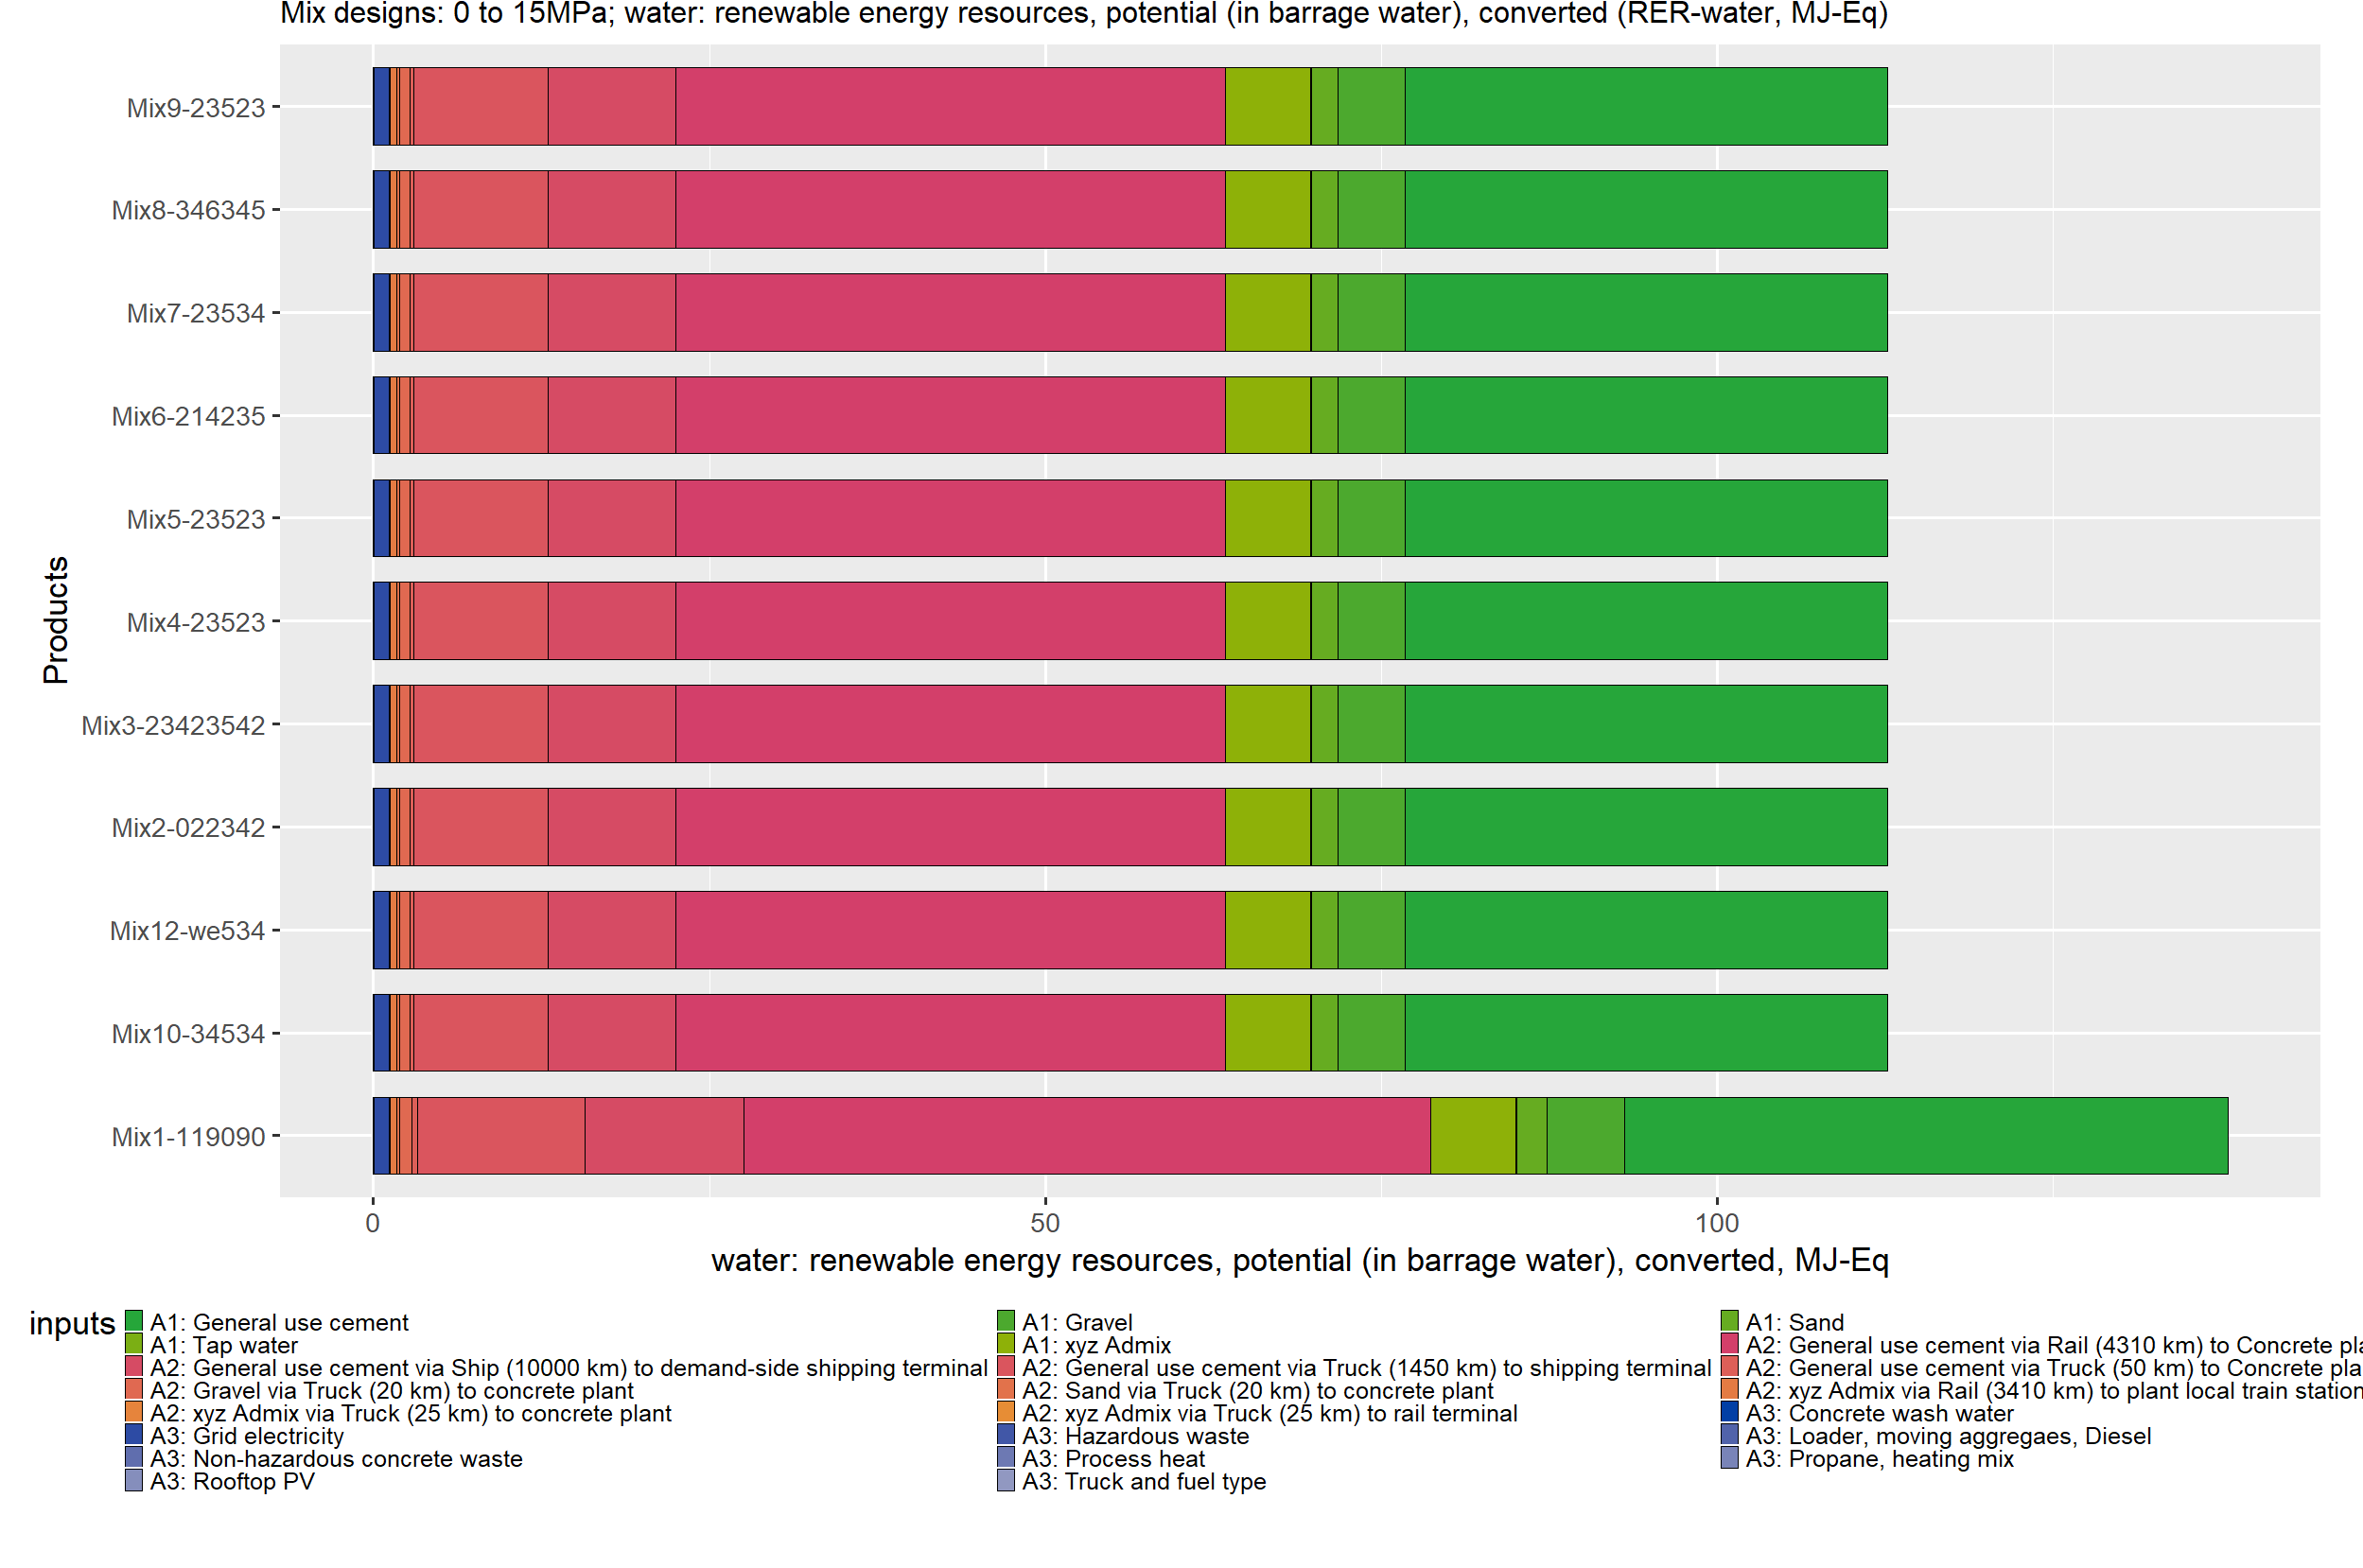 Mix designs: 0 to 15MPa; water: renewable energy resources, potential (in barrage water), converted (RER-water, MJ-Eq)
Mix9-23523
Mix8-346345
Mix7-23534
Mix6-214235
Mix5-23523
Mix4-23523
Mix3-23423542
Mix2-022342
Mix12-we534
Mix10-34534
Mix1-119090
Products
0 50 100
water: renewable energy resources, potential (in barrage water), converted, MJ-Eq
inputs
A1: General use cement A1: Gravel A1: Sand
A1: Tap water A1: xyz Admix A2: General use cement via Rail (4310 km) to Concrete
A2: General use cement via Ship (10000 km) to demand-side shipping terminal A2: General use cement via Truck (1450 km) to shipping terminal A2: General use cement via Truck (50 km) to Concrete
A2: Gravel via Truck (20 km) to concrete plant A2: Sand via Truck (20 km) to concrete plant A2: xyz Admix via Rail (3410 km) to plant local train station
A2: xyz Admix via Truck (25 km) to concrete plant A2: xyz Admix via Truck (25 km) to rail terminal A3: Concrete wash water
A3: Grid electricity A3: Hazardous waste A3: Loader, moving aggregaes, Diesel
A3: Non-hazardous concrete waste A3: Process heat A3: Propane, heating mix
A3: Rooftop PV A3: Truck and fuel type